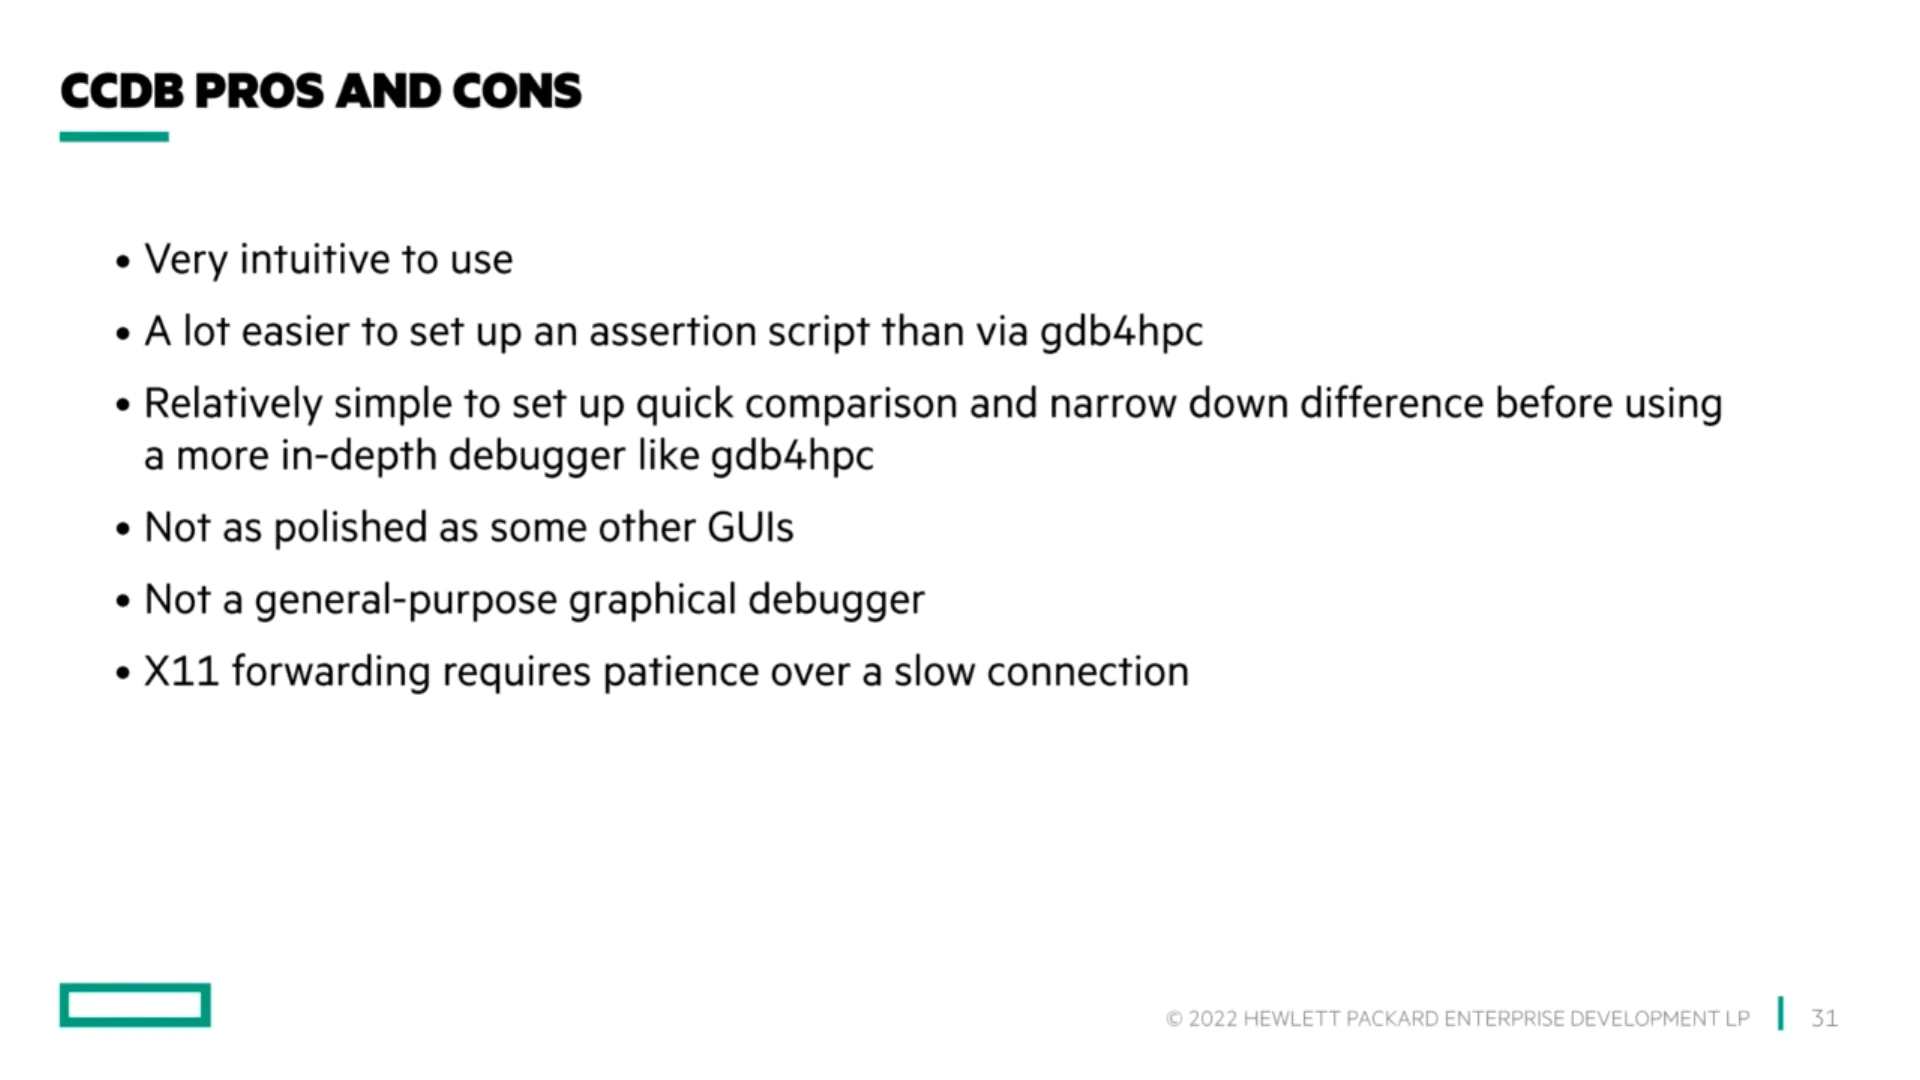 CCDB PROS AND CONS
• Very intuitive to use
• A lot easier to set up an assertion script than via gdb4hpc
• Relatively simple to set up quick comparison and narrow down difference before using
a more in-depth debugger like gdb4hpc
• Not as polished as some other GUIs
• Not a general-purpose graphical debugger
• X11 forwarding requires patience over a slow connection
© 2022 HEWLETT PACKARD ENTERPRISE DEVELOPMENT LP 31